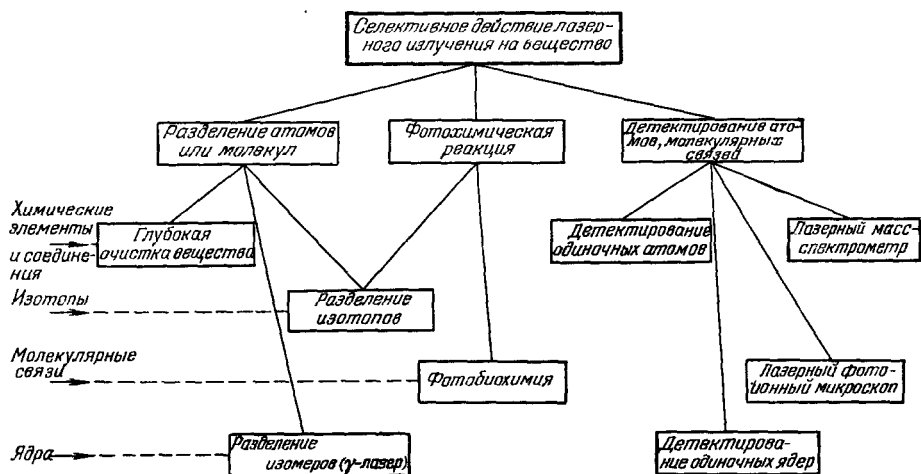 Селективное действие лазер-
ного излучения на вещество
Разделение атомов
или молекул
Фотохимическая
реакция
Детектирование ато-
мов, молекулярных
связей
Химические
элементы
и соедине-
ния
Глубокая
очистка вещества
Детектирование
одиночных атомов
Лазерный масс-
спектрометр
Изотопы
Разделение
изотопов
Молекулярные
связи
Фотобиохимия
Лазерный фото-
ионный микроскоп
Ядра
Разделение
изомеров (γ-лазер)
Детектирова-
ние одиночных ядер